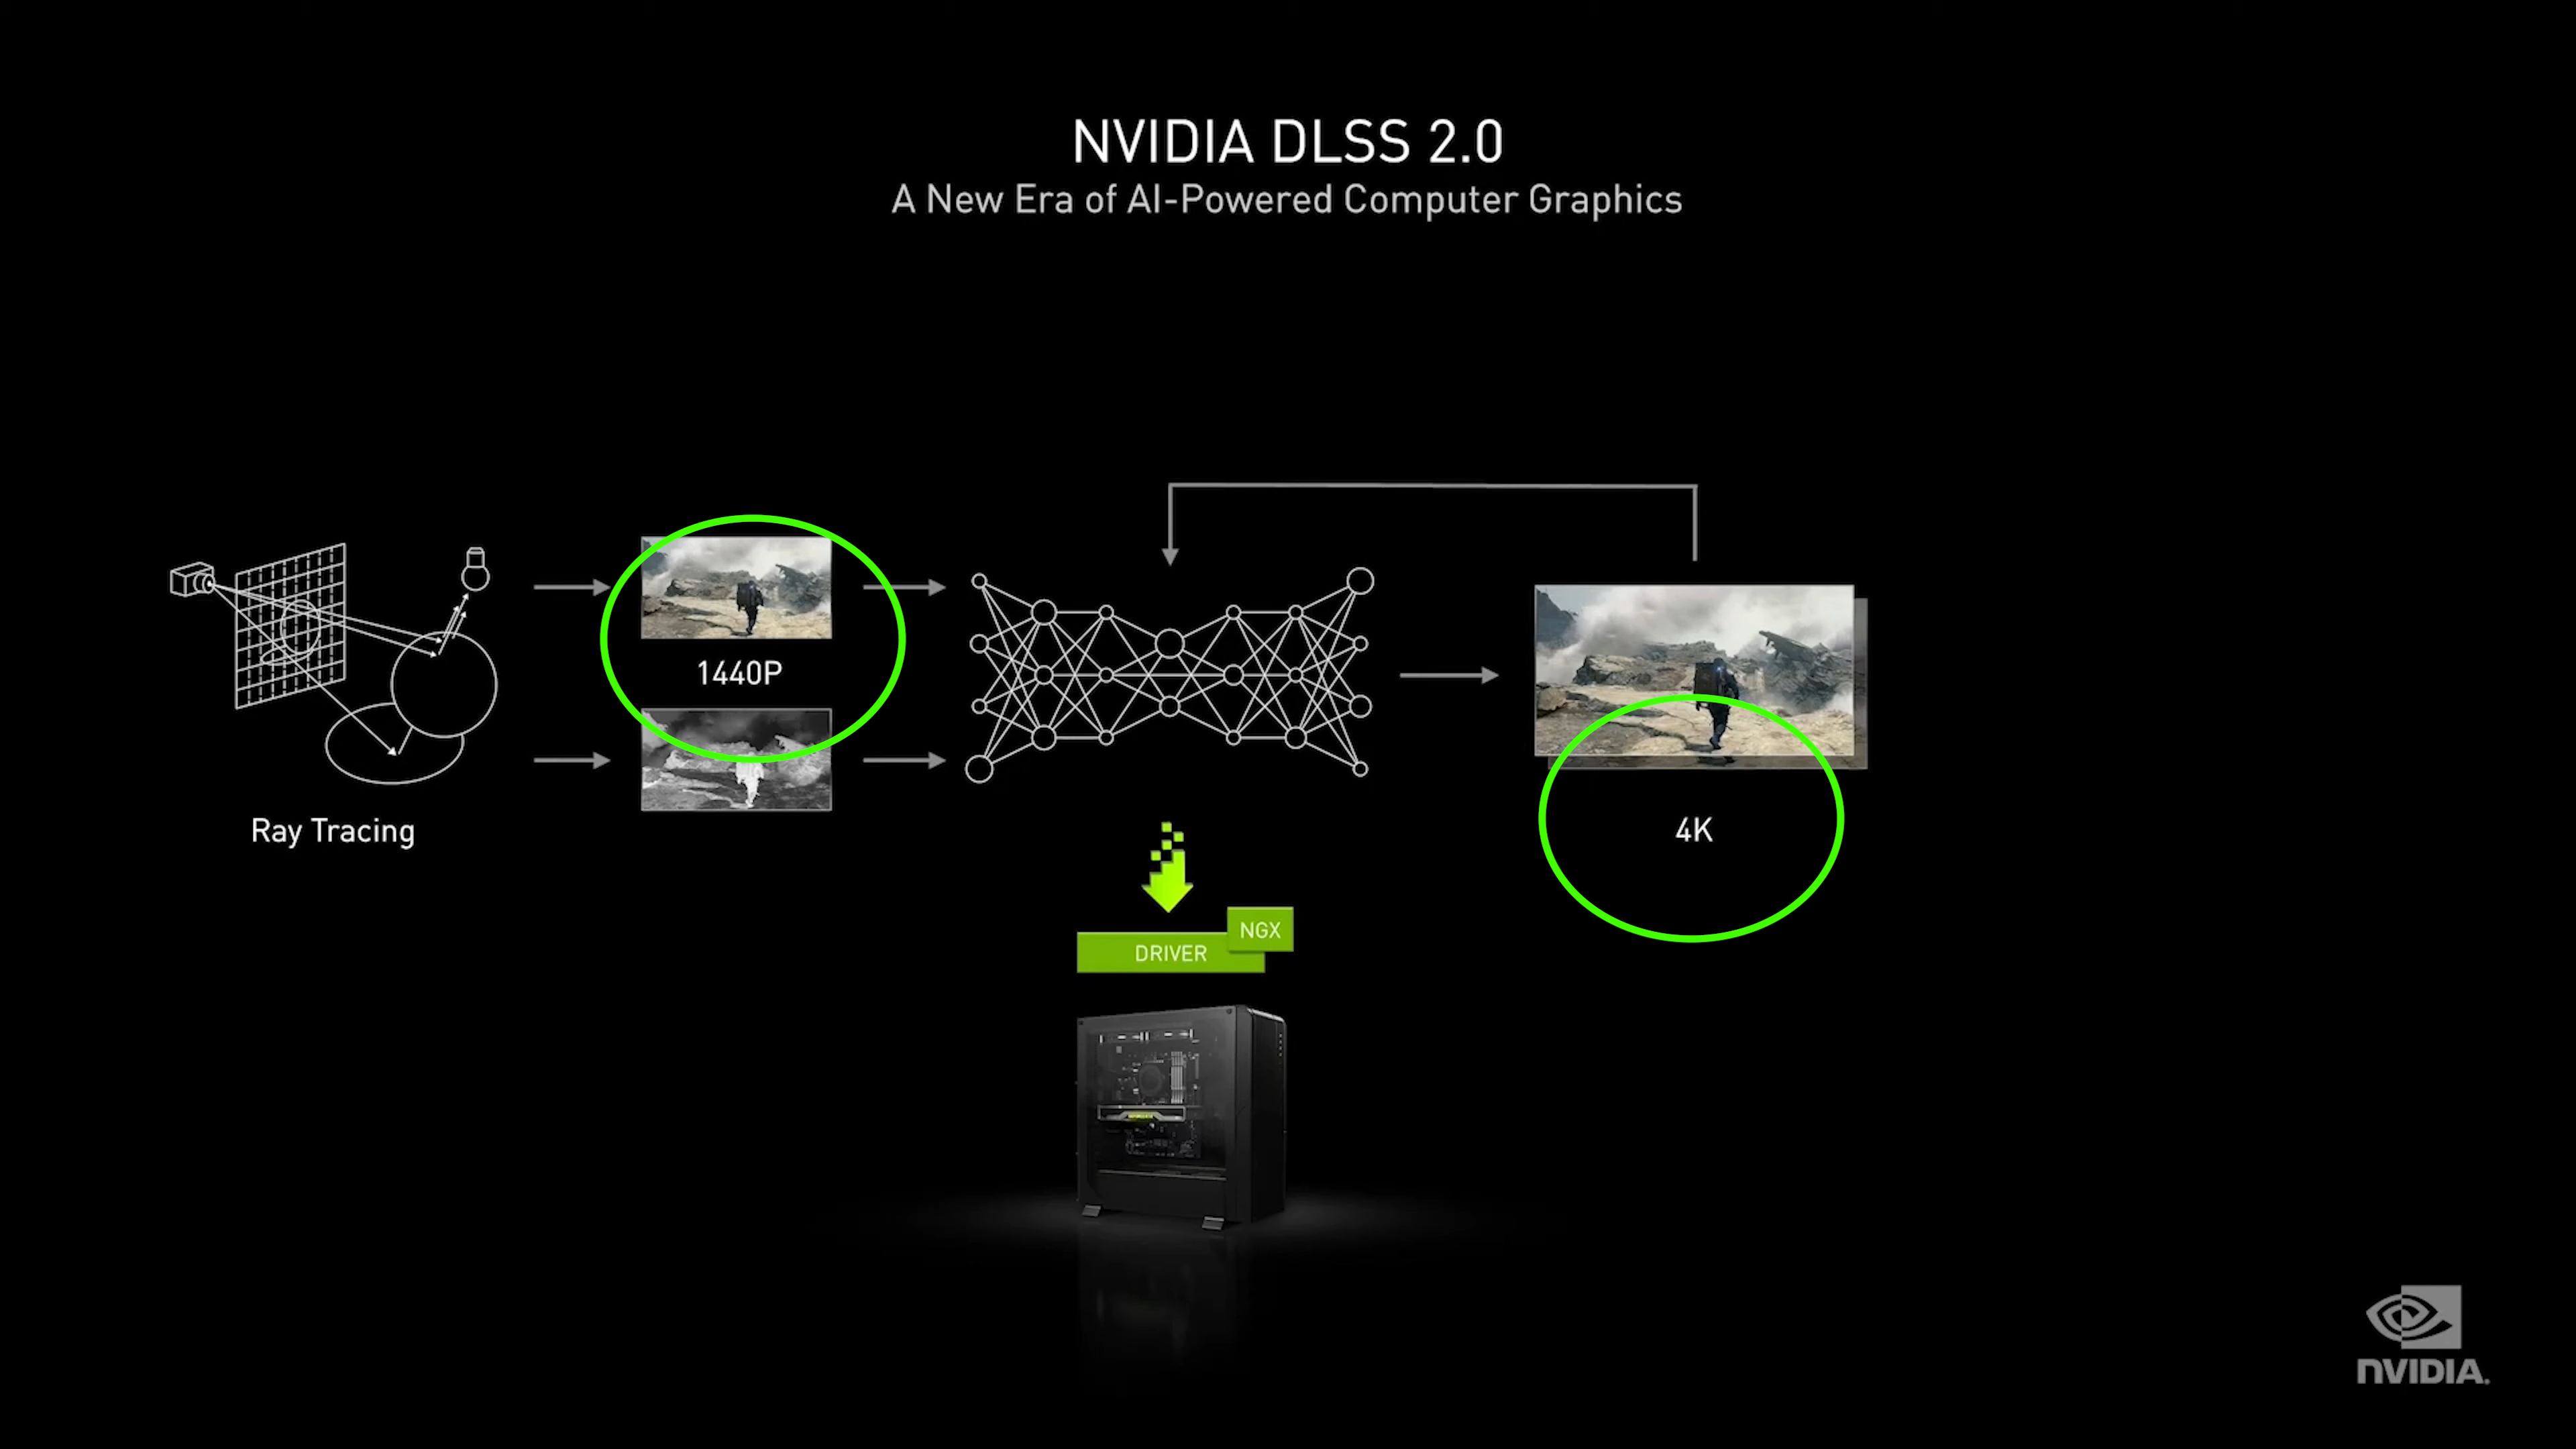 NVIDIA DLSS 2.0
A New Era of AI-Powered Computer Graphics
1440P
Ray Tracing
4K
NGX
DRIVER
NVIDIA.